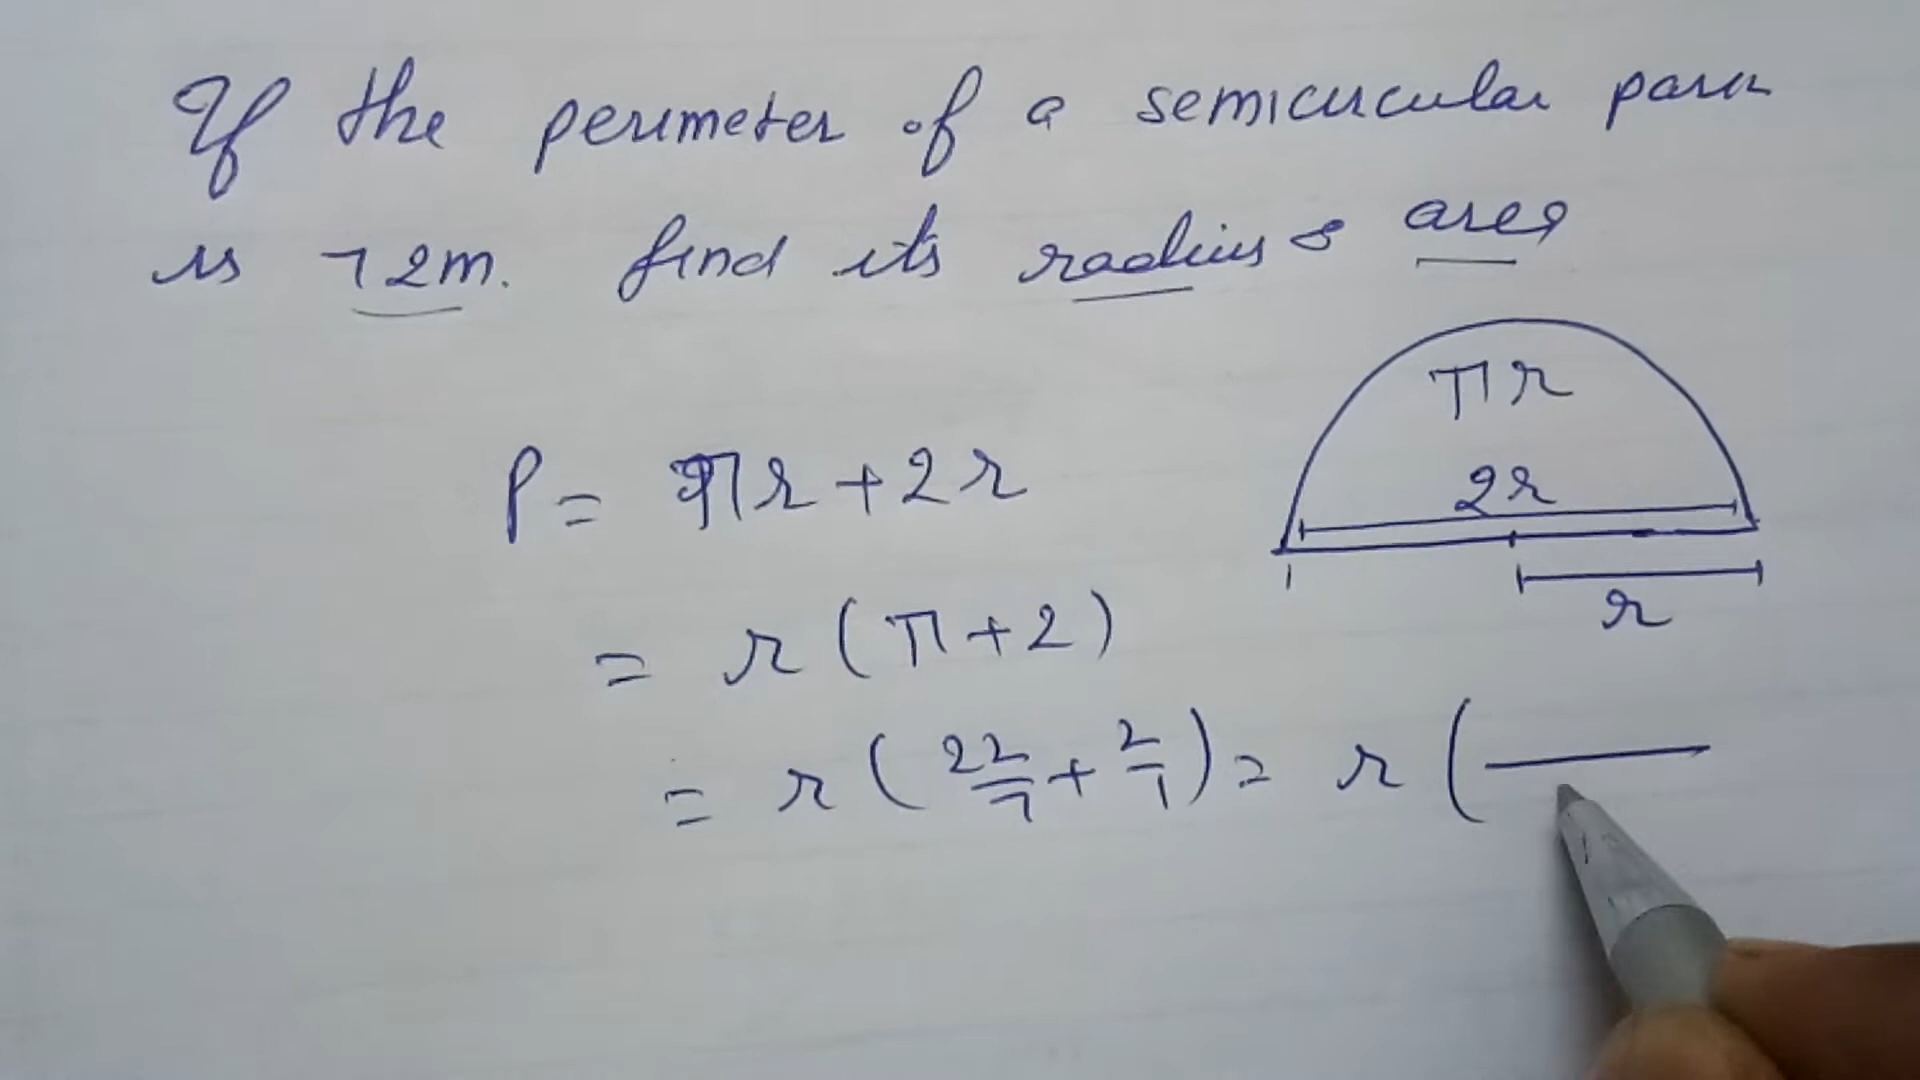 If the perimeter of a semicircular park
is 72m. find its radius & area
πr
2r
P = πr + 2r
r
= r (π + 2)
= r ( 22/7 + 2/1 ) = r (